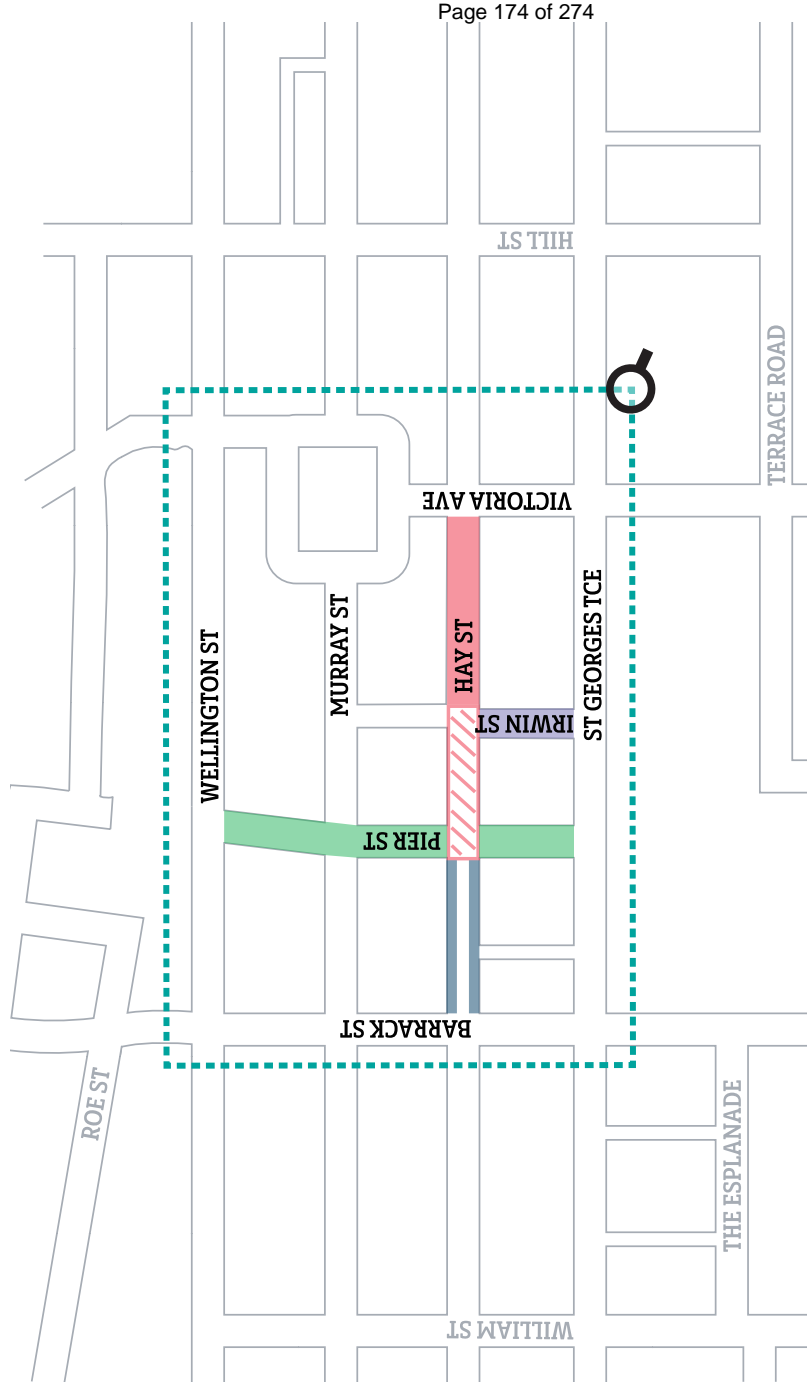 Page 174 of 274
HILL ST
TERRACE ROAD
VICTORIA AVE
WELLINGTON ST
MURRAY ST
HAY ST
ST GEORGES TCE
IRWIN ST
PIER ST
BARRACK ST
ROE ST
THE ESPLANADE
WILLIAM ST